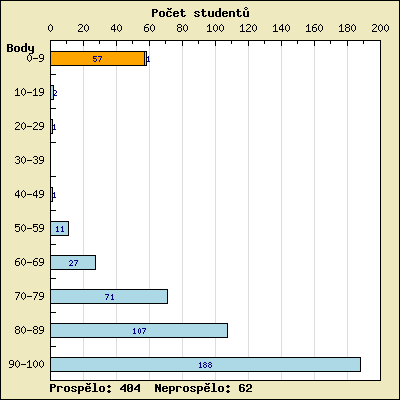 Počet studentů
0 20 40 60 80 100 120 140 160 180 200
Body
0-9 57 1
10-19 2
20-29 1
30-39
40-49 1
50-59 11
60-69 27
70-79 71
80-89 107
90-100 188
Prospělo: 404 Neprospělo: 62